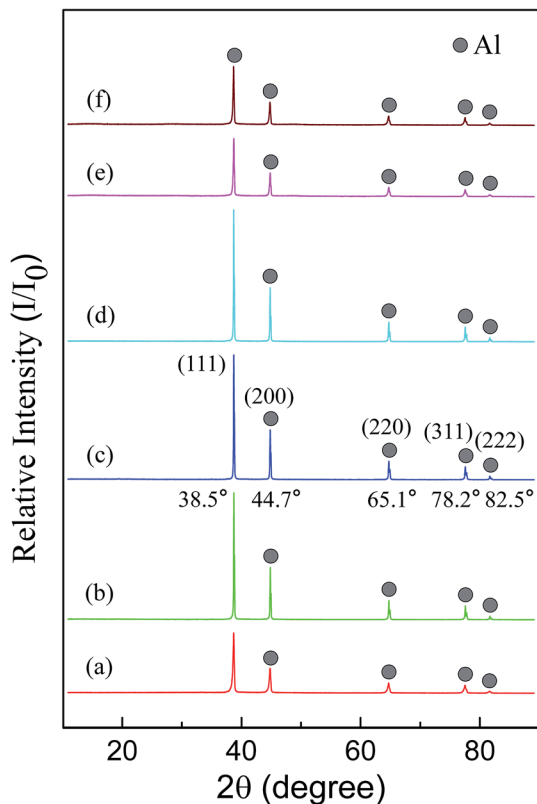 Al
(f)
(e)
(d)
(111)
(200)
(220)
(311)
(222)
(c)
38.5° 44.7° 65.1° 78.2° 82.5°
(b)
(a)
20 40 60 80
2θ (degree)
Relative Intensity (I/I0)